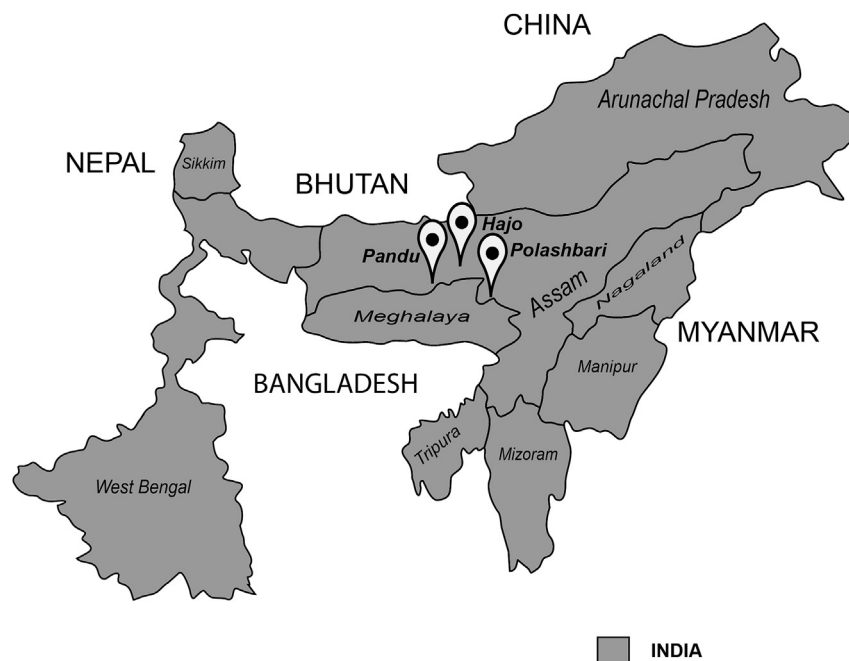 CHINA
Arunachal Pradesh
NEPAL
Sikkim
BHUTAN
Hajo
Pandu
Polashbari
Assam
Nagaland
Meghalaya
MYANMAR
BANGLADESH
Manipur
Tripura
Mizoram
West Bengal
INDIA